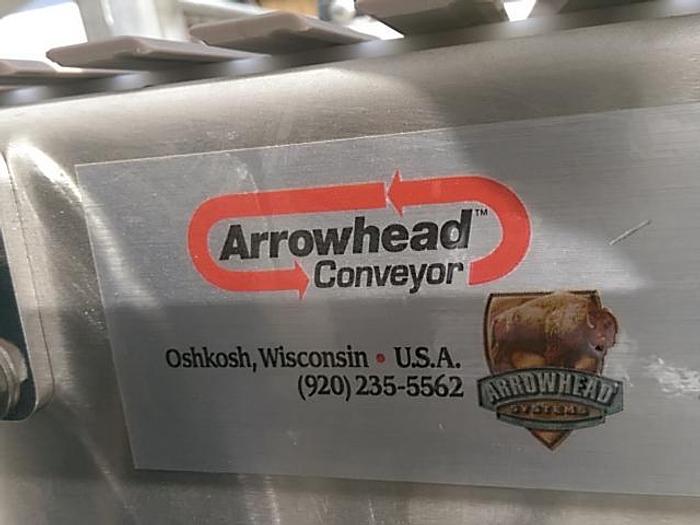 Arrowhead™
Conveyor
Oshkosh, Wisconsin • U.S.A.
(920) 235-5562
ARROWHEAD
SYSTEMS